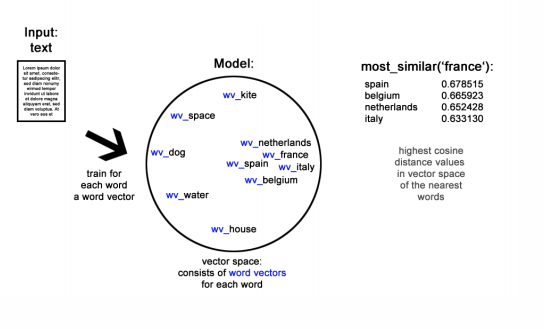 Input:
text
Lorem ipsum dolor
sit amet, consete-
tur sadipscing elitr,
sed diam nonumy
eirmod tempor
invidunt ut labore
et dolore magna
aliquyam erat, sed
diam voluptua. At
vero eos et
train for
each word
a word vector
Model:
wv_kite
wv_space
wv_dog
wv_netherlands
wv_france
wv_spain
wv_italy
wv_belgium
wv_water
wv_house
vector space:
consists of word vectors
for each word
most_similar('france'):
spain 0.678515
belgium 0.665923
netherlands 0.652428
italy 0.633130
highest cosine
distance values
in vector space
of the nearest
words